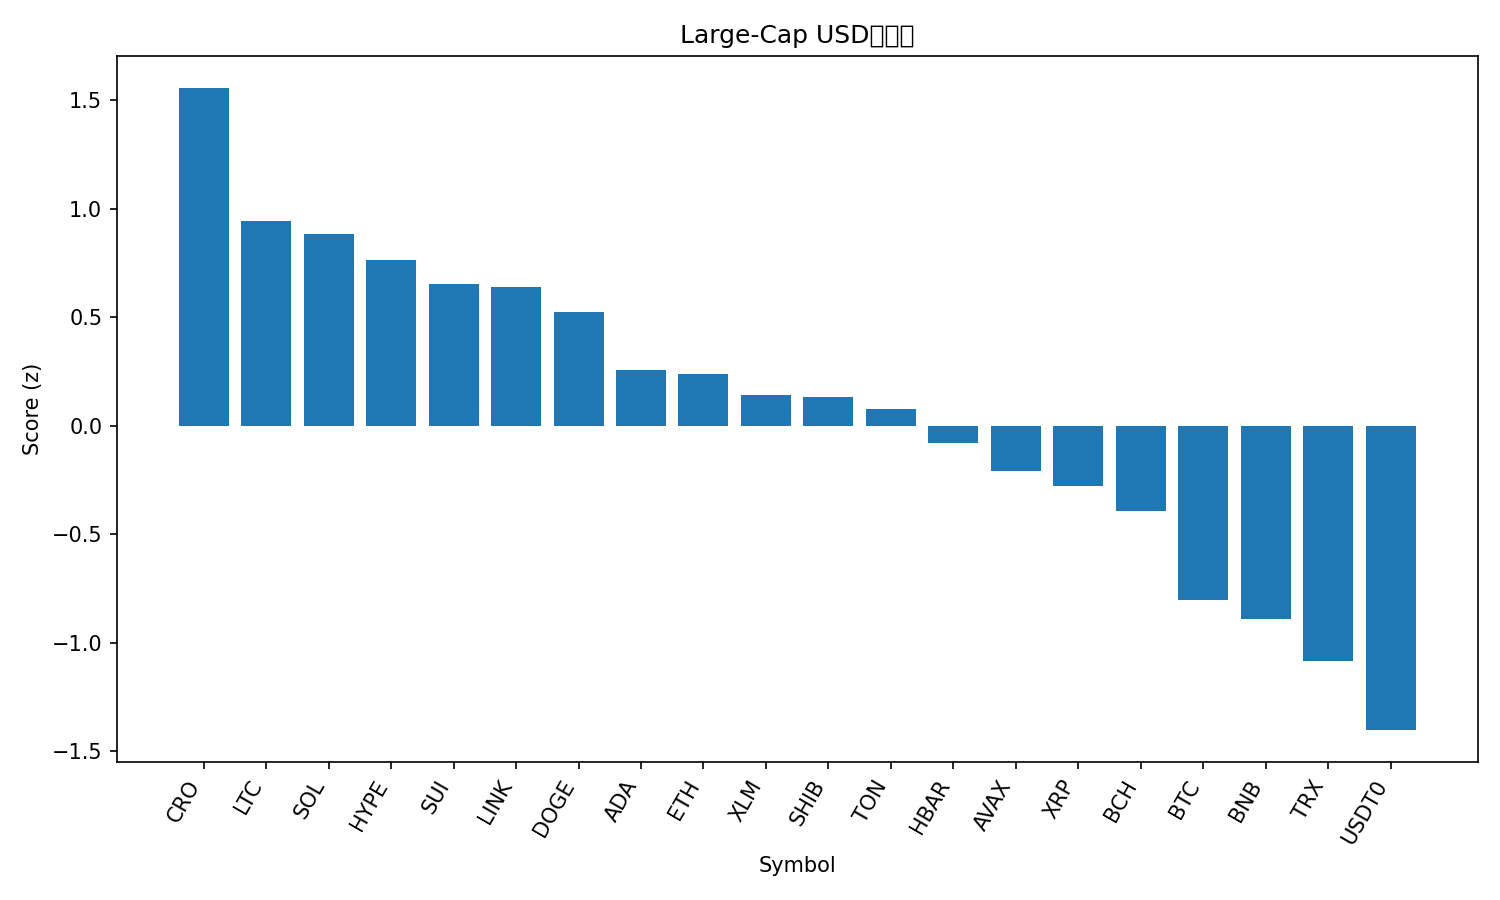 Large-Cap USD
1.5
1.0
0.5
0.0
−0.5
−1.0
−1.5
Score (z)
CRO
LTC
SOL
HYPE
SUI
LINK
DOGE
ADA
ETH
XLM
SHIB
TON
HBAR
AVAX
XRP
BCH
BTC
BNB
TRX
USDT0
Symbol